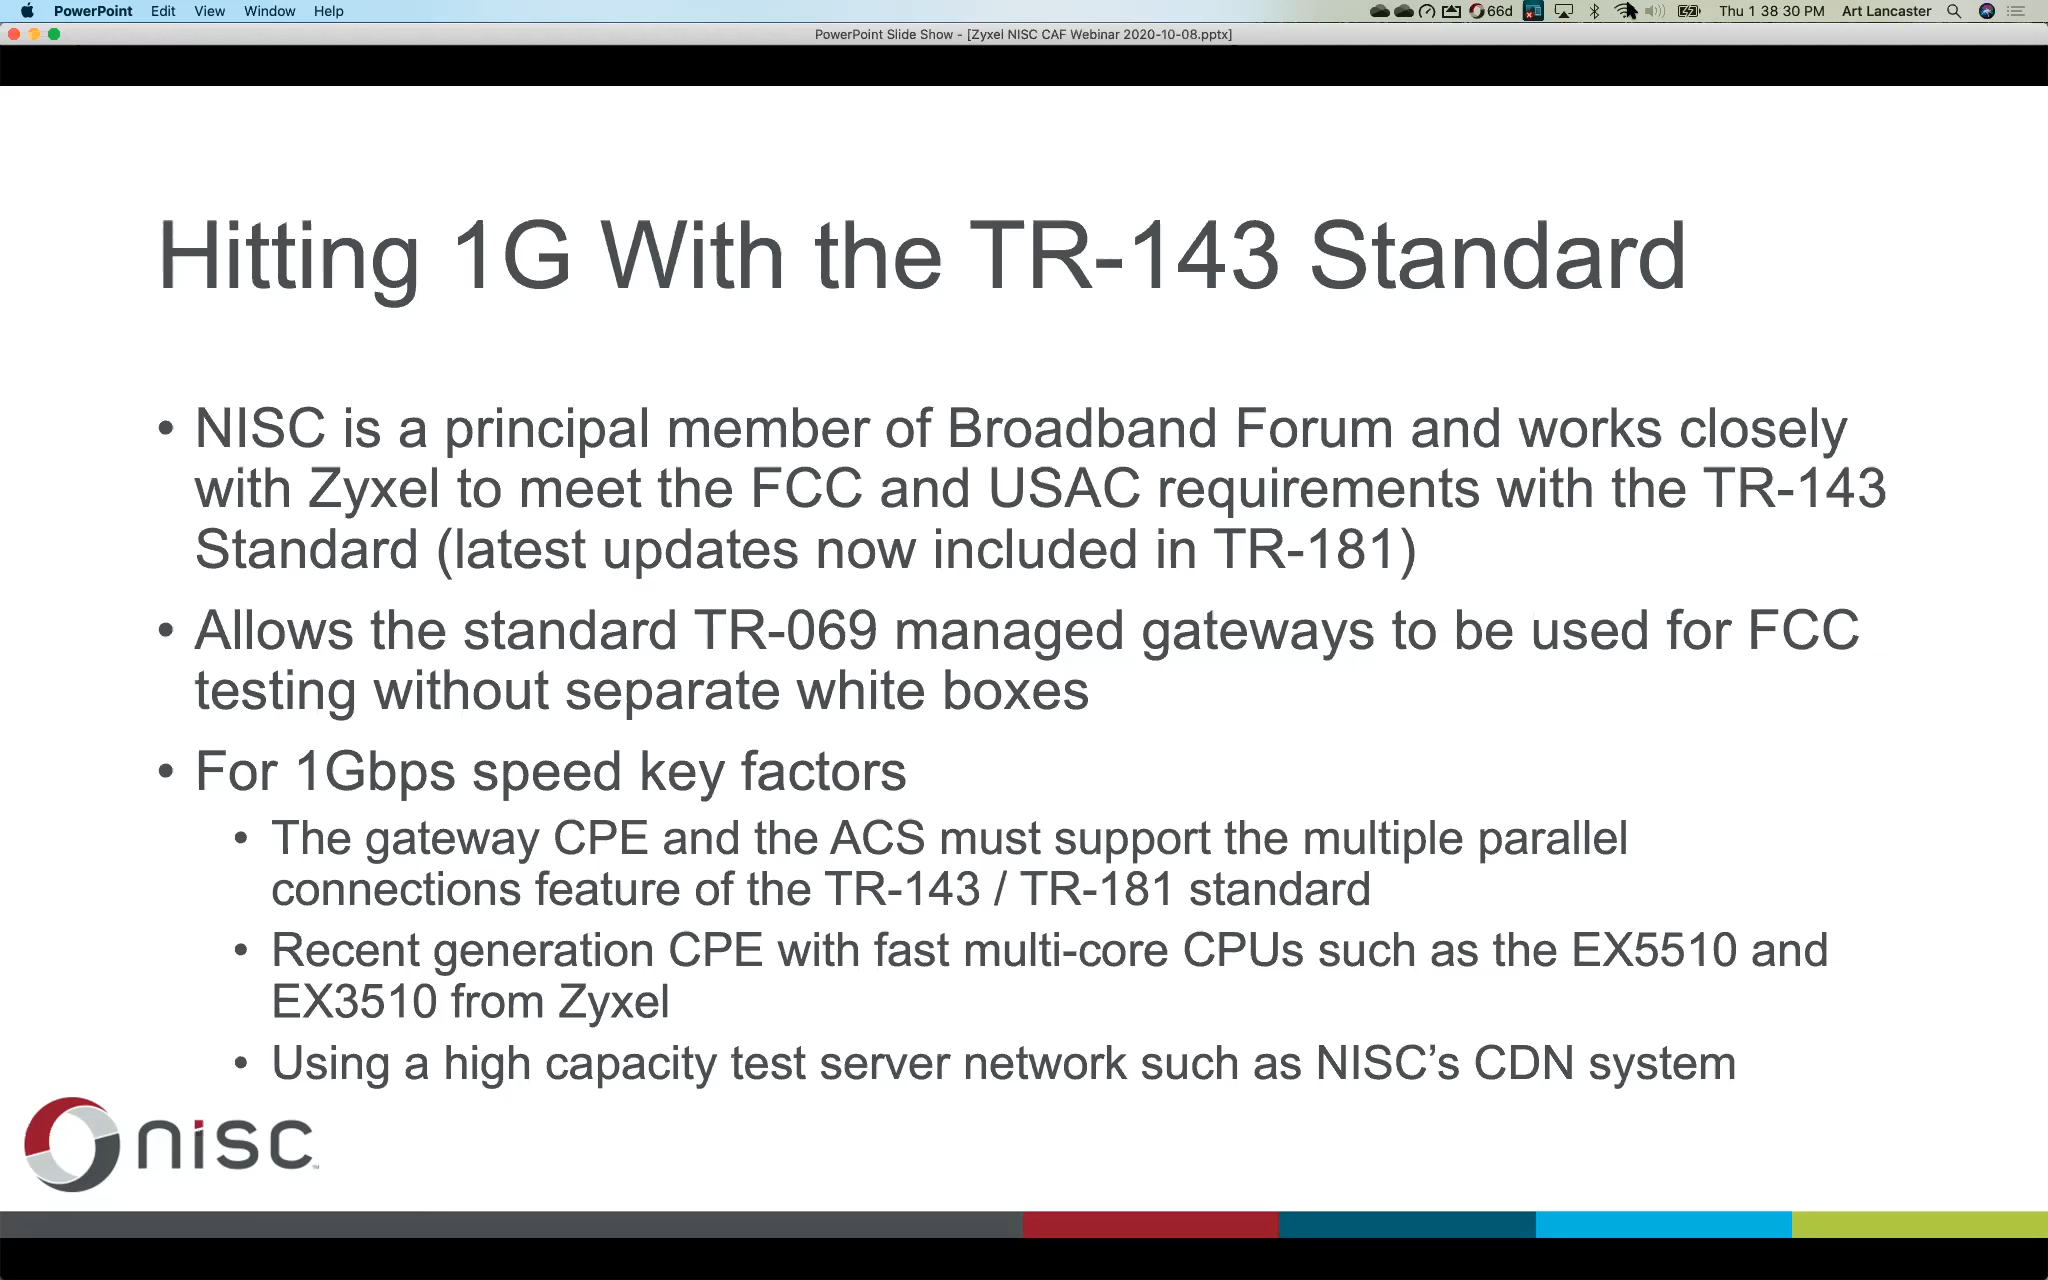 PowerPoint Edit View Window Help 66d Thu 1 38 30 PM Art Lancaster
PowerPoint Slide Show - [Zyxel NISC CAF Webinar 2020-10-08.pptx]
Hitting 1G With the TR-143 Standard
• NISC is a principal member of Broadband Forum and works closely
with Zyxel to meet the FCC and USAC requirements with the TR-143
Standard (latest updates now included in TR-181)
• Allows the standard TR-069 managed gateways to be used for FCC
testing without separate white boxes
• For 1Gbps speed key factors
• The gateway CPE and the ACS must support the multiple parallel
connections feature of the TR-143 / TR-181 standard
• Recent generation CPE with fast multi-core CPUs such as the EX5510 and
EX3510 from Zyxel
• Using a high capacity test server network such as NISC’s CDN system
nisc™